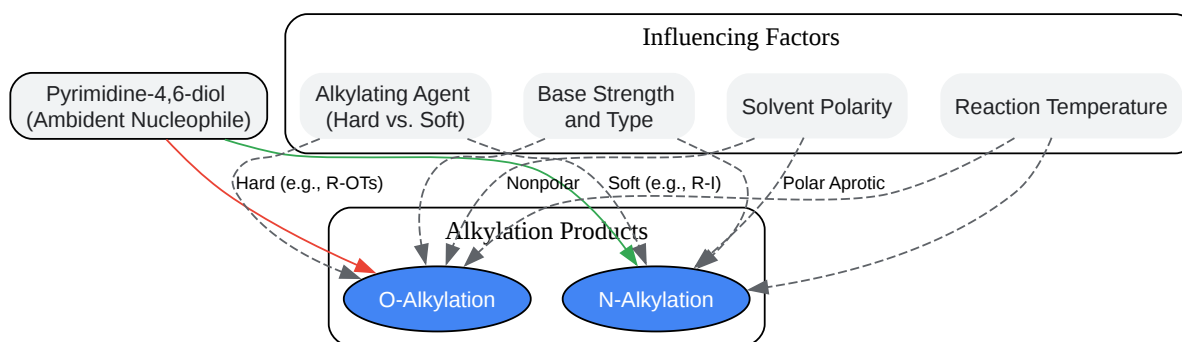 Influencing Factors
Pyrimidine-4,6-diol
(Ambident Nucleophile)
Alkylating Agent
(Hard vs. Soft)
Base Strength
and Type
Solvent Polarity
Reaction Temperature
Hard (e.g., R-OTs)
Nonpolar
Soft (e.g., R-I)
Polar Aprotic
Alkylation Products
O-Alkylation
N-Alkylation